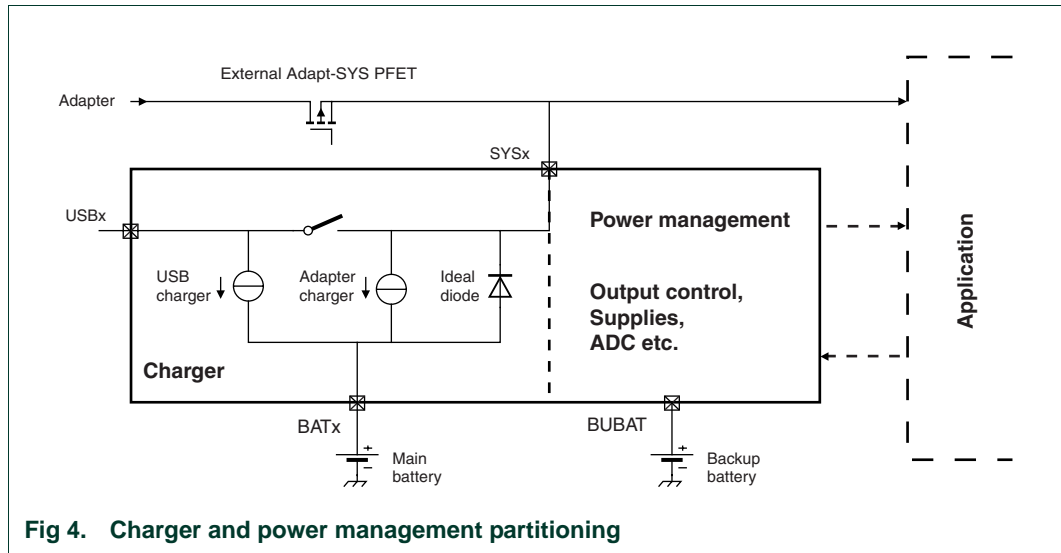 External Adapt-SYS PFET
Adapter
SYSx
USBx
Power management
USB
charger
Adapter
charger
Ideal
diode
Output control,
Supplies,
ADC etc.
Application
Charger
BATx
BUBAT
+
−
Main
battery
+
−
Backup
battery
Fig 4. Charger and power management partitioning